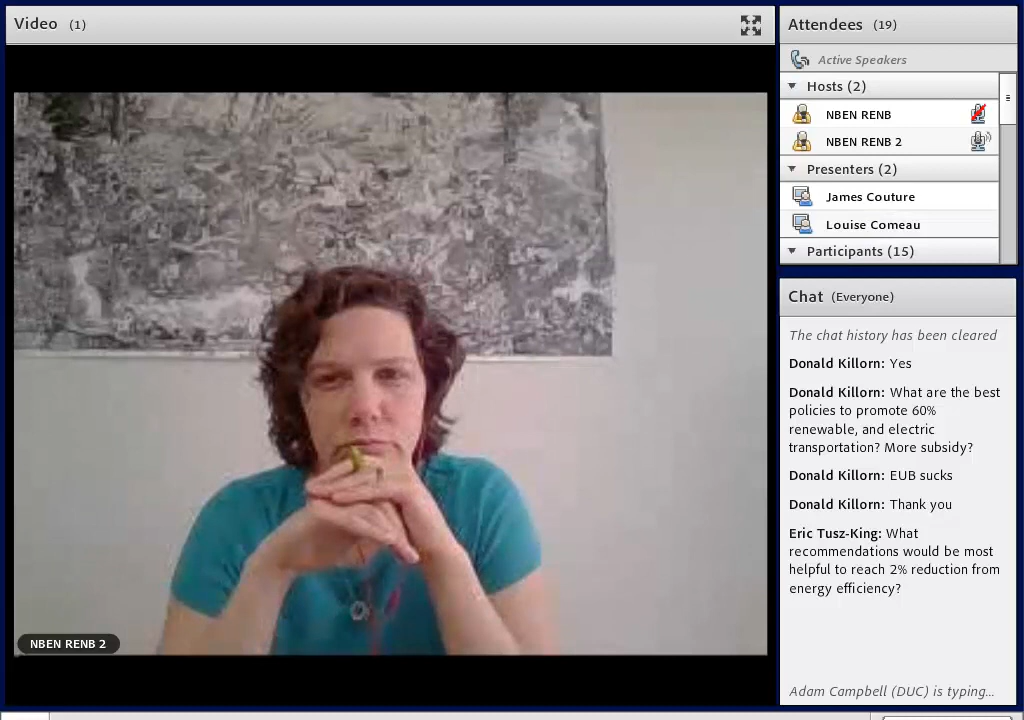 Video (1)
Attendees (19)
Active Speakers
Hosts (2)
NBEN RENB
NBEN RENB 2
Presenters (2)
James Couture
Louise Comeau
Participants (15)
Chat (Everyone)
The chat history has been cleared
Donald Killorn: Yes
Donald Killorn: What are the best
policies to promote 60%
renewable, and electric
transportation? More subsidy?
Donald Killorn: EUB sucks
Donald Killorn: Thank you
Eric Tusz-King: What
recommendations would be most
helpful to reach 2% reduction from
energy efficiency?
Adam Campbell (DUC) is typing...
NBEN RENB 2